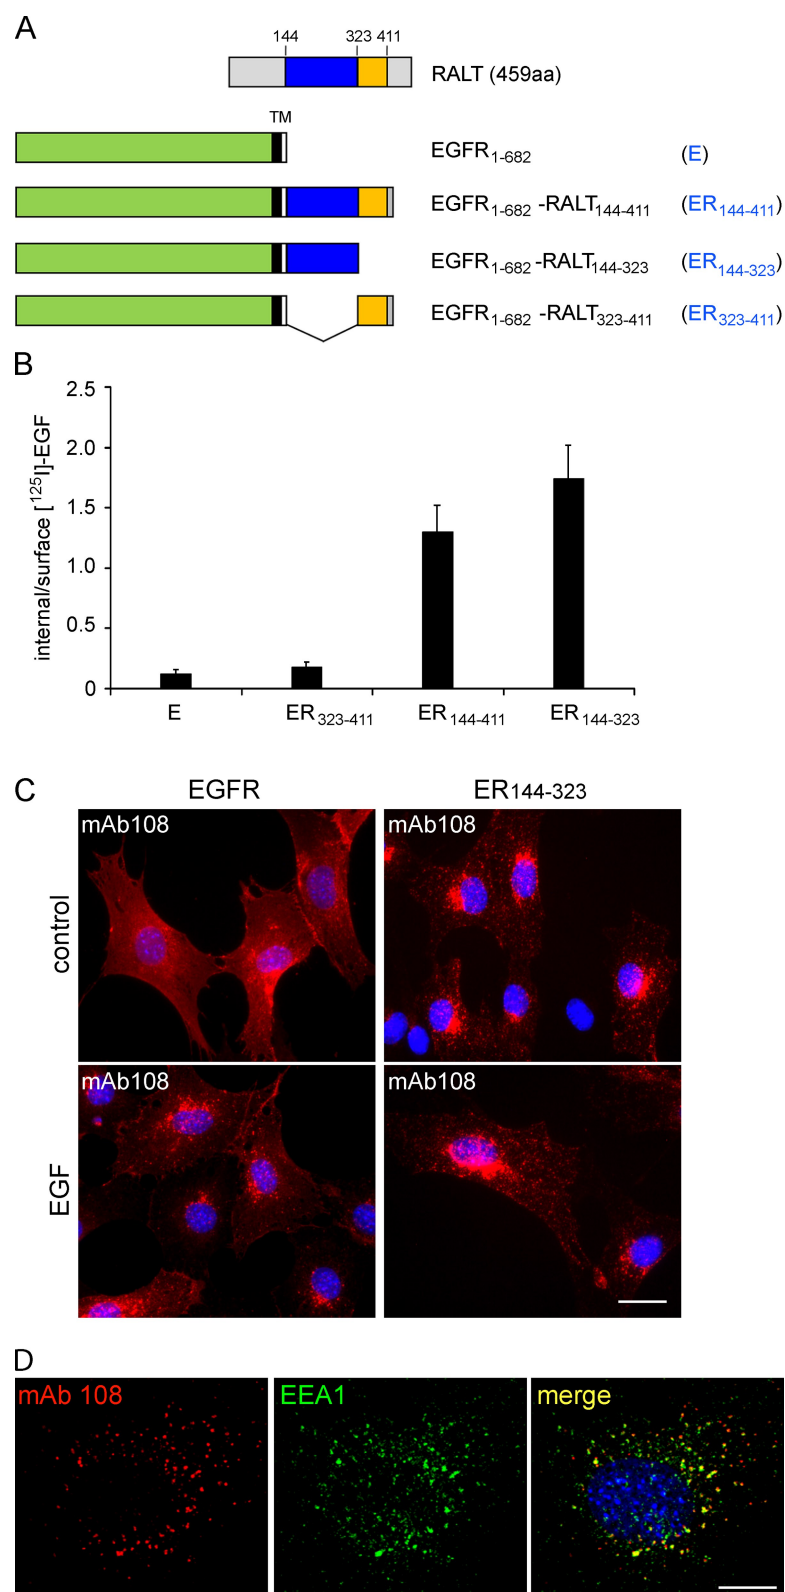 A
144 323 411
RALT (459aa)
TM
EGFR1-682 (E)
EGFR1-682 -RALT144-411 (ER144-411)
EGFR1-682 -RALT144-323 (ER144-323)
EGFR1-682 -RALT323-411 (ER323-411)
B
internal/surface [125I]-EGF
2.5
2.0
1.5
1.0
0.5
0
E ER323-411 ER144-411 ER144-323
C
EGFR ER144-323
control
mAb108 mAb108
EGF
mAb108 mAb108
D
mAb 108 EEA1 merge